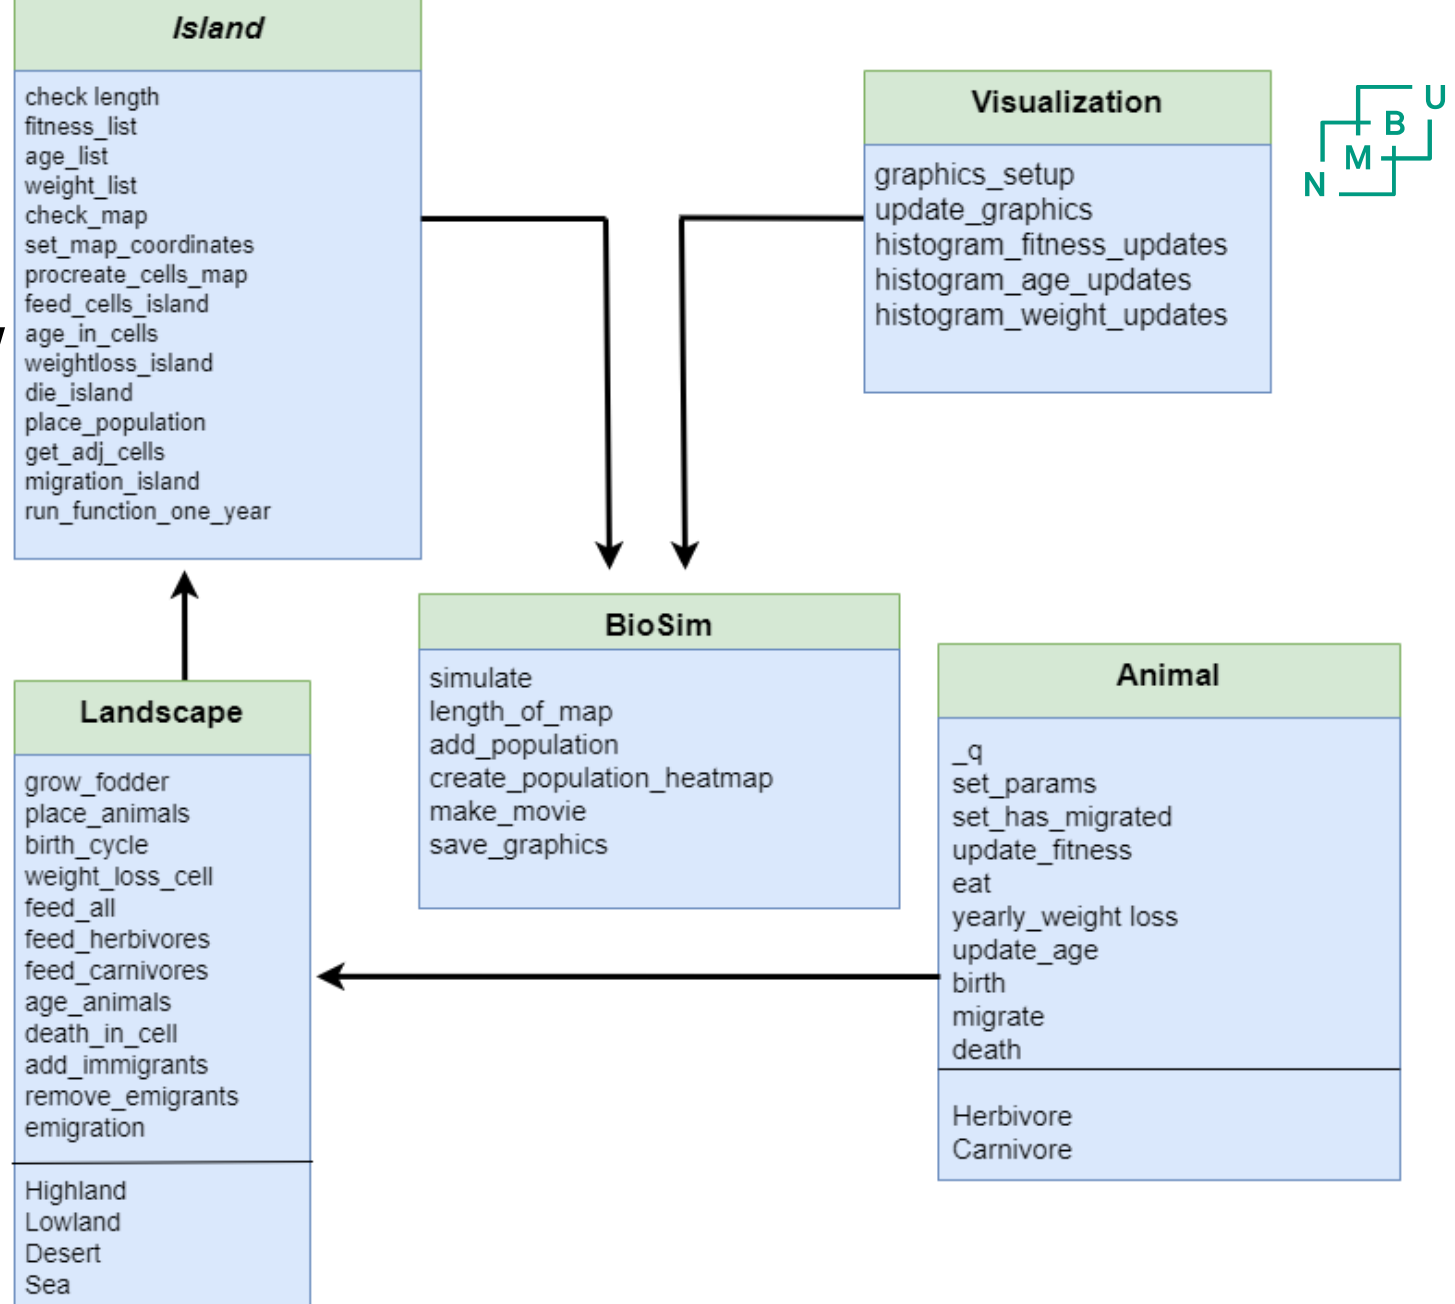 Island
check length
fitness_list
age_list
weight_list
check_map
set_map_coordinates
procreate_cells_map
feed_cells_island
age_in_cells
weightloss_island
die_island
place_population
get_adj_cells
migration_island
run_function_one_year
Visualization
graphics_setup
update_graphics
histogram_fitness_updates
histogram_age_updates
histogram_weight_updates
N M B U
BioSim
simulate
length_of_map
add_population
create_population_heatmap
make_movie
save_graphics
Landscape
grow_fodder
place_animals
birth_cycle
weight_loss_cell
feed_all
feed_herbivores
feed_carnivores
age_animals
death_in_cell
add_immigrants
remove_emigrants
emigration
Highland
Lowland
Desert
Sea
Animal
_q
set_params
set_has_migrated
update_fitness
eat
yearly_weight loss
update_age
birth
migrate
death
Herbivore
Carnivore